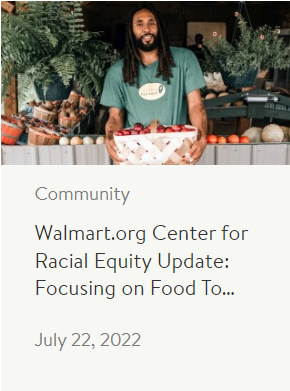 Community
Walmart.org Center for
Racial Equity Update:
Focusing on Food To...
July 22, 2022